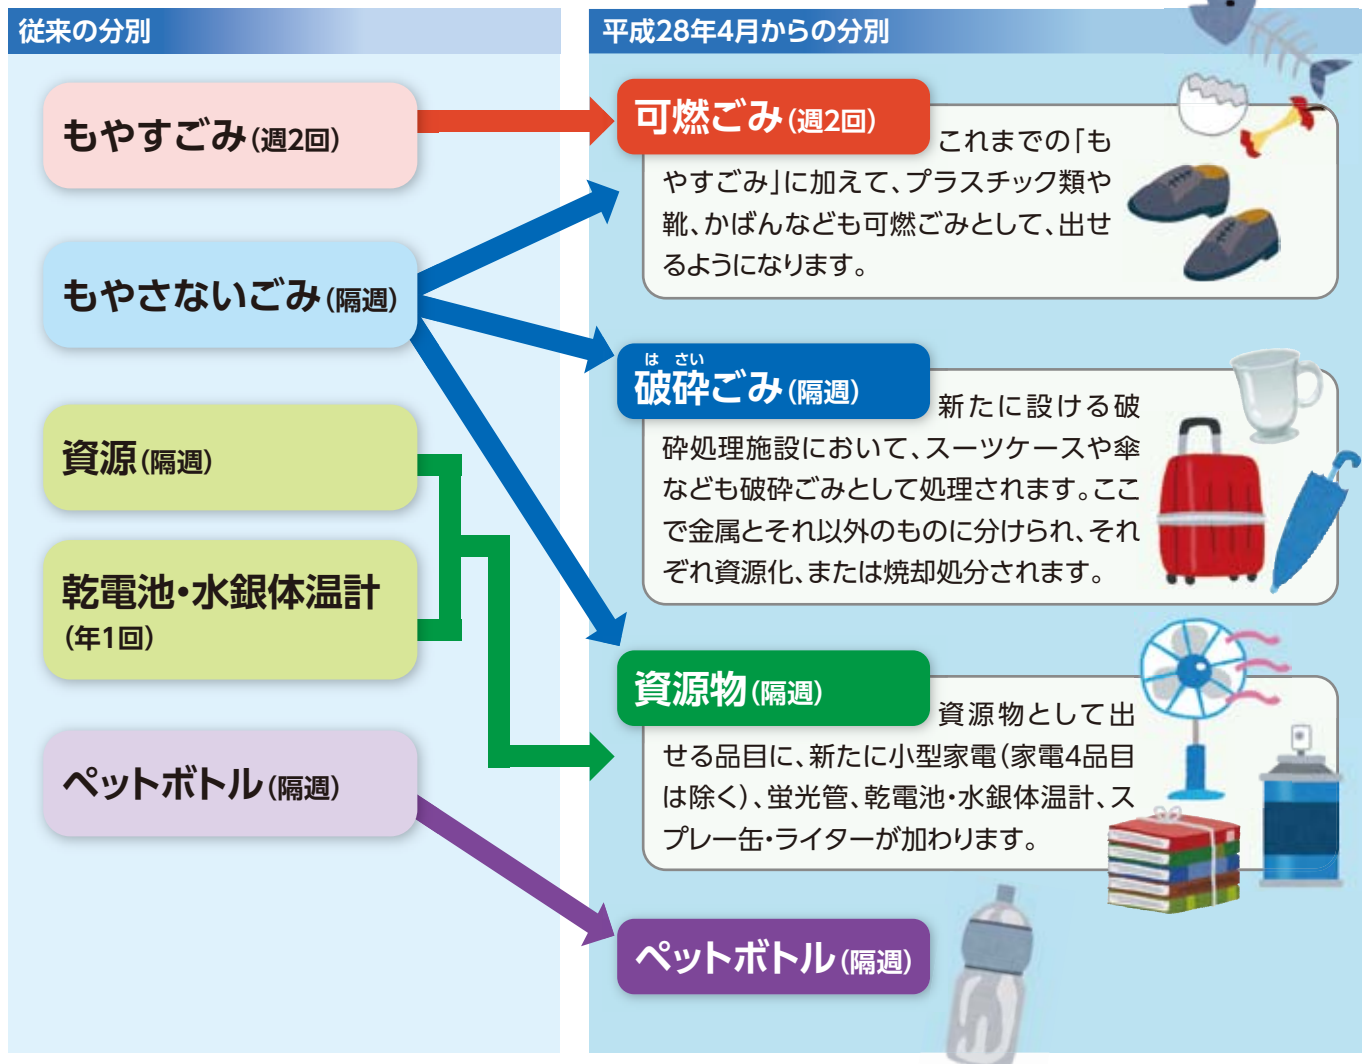 従来の分別
もやすごみ(週2回)
もやさないごみ(隔週)
資源(隔週)
乾電池・水銀体温計
(年1回)
ペットボトル(隔週)
平成28年4月からの分別
可燃ごみ(週2回)
これまでの「も
やすごみ」に加えて、プラスチック類や
靴、かばんなども可燃ごみとして、出せ
るようになります。
は さい
破砕ごみ(隔週)
新たに設ける破
砕処理施設において、スーツケースや傘
なども破砕ごみとして処理されます。ここ
で金属とそれ以外のものに分けられ、それ
ぞれ資源化、または焼却処分されます。
資源物(隔週)
資源物として出
せる品目に、新たに小型家電(家電4品目
は除く)、蛍光管、乾電池・水銀体温計、ス
プレー缶・ライターが加わります。
ペットボトル(隔週)